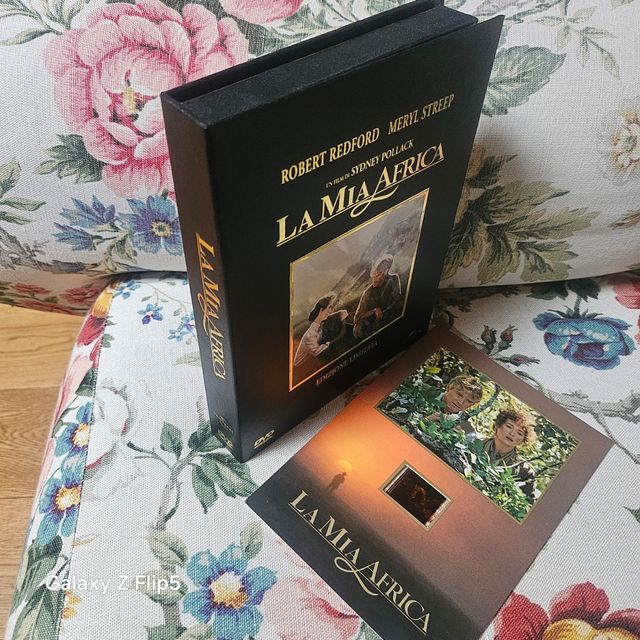 ROBERT REDFORD MERYL STREEP
UN FILM DI SYDNEY POLLACK
LA MIA AFRICA
EDIZIONE LIMITATA
DVD
LA MIA AFRICA
LA MIA AFRICA
Galaxy Z Flip5